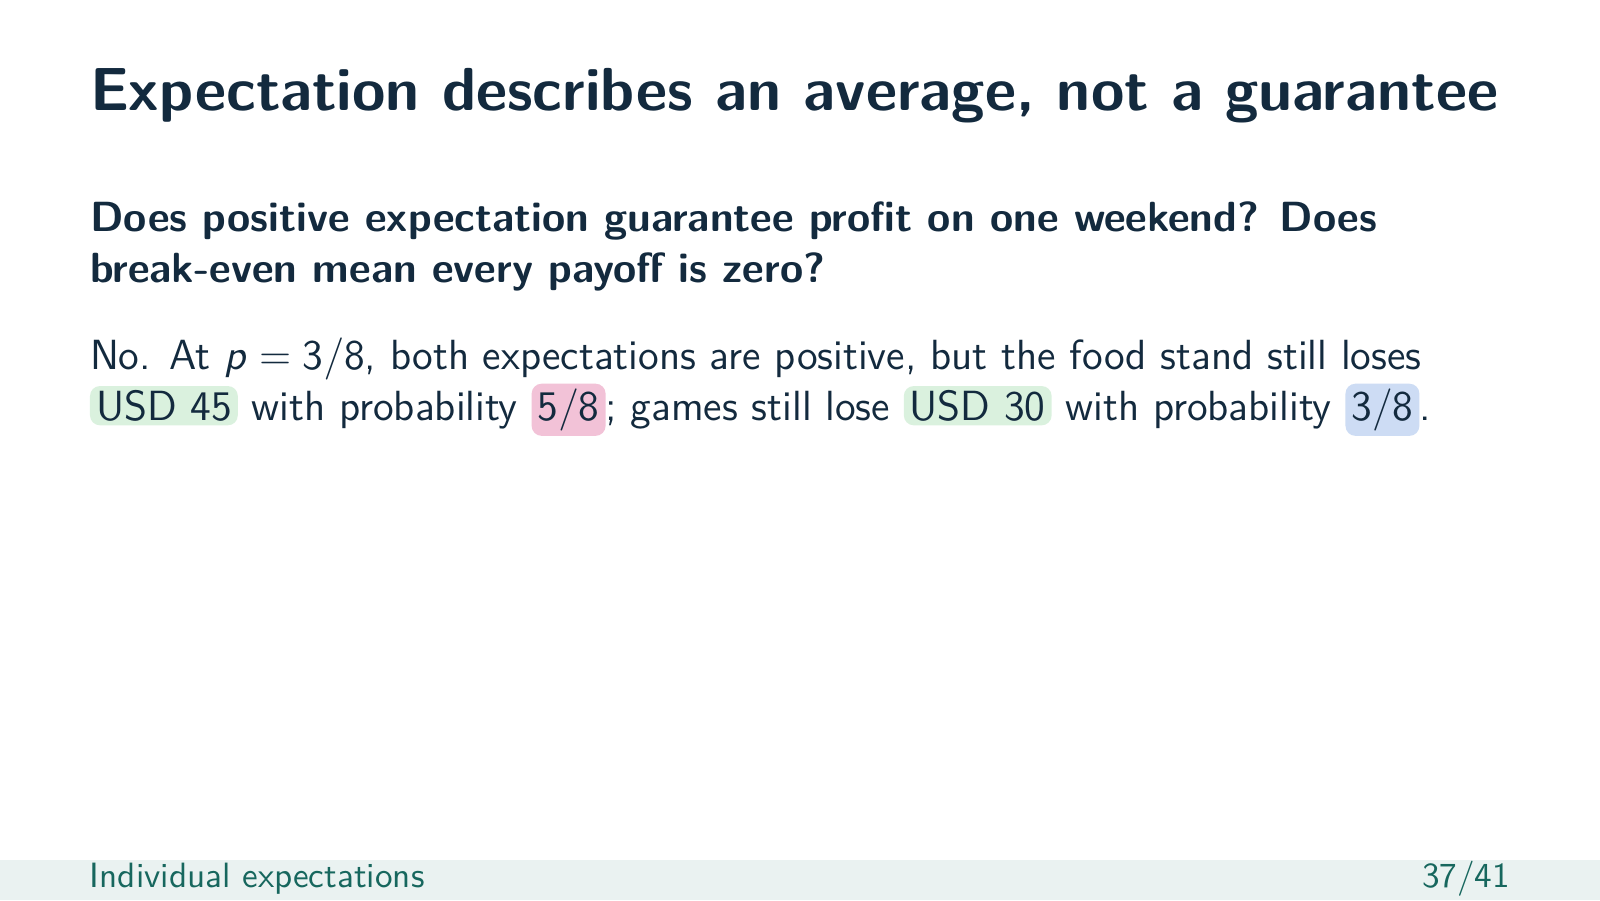 Expectation describes an average, not a guarantee
Does positive expectation guarantee profit on one weekend? Does
break-even mean every payoff is zero?
No. At p = 3/8, both expectations are positive, but the food stand still loses
USD 45 with probability 5/8; games still lose USD 30 with probability 3/8.
Individual expectations
37/41